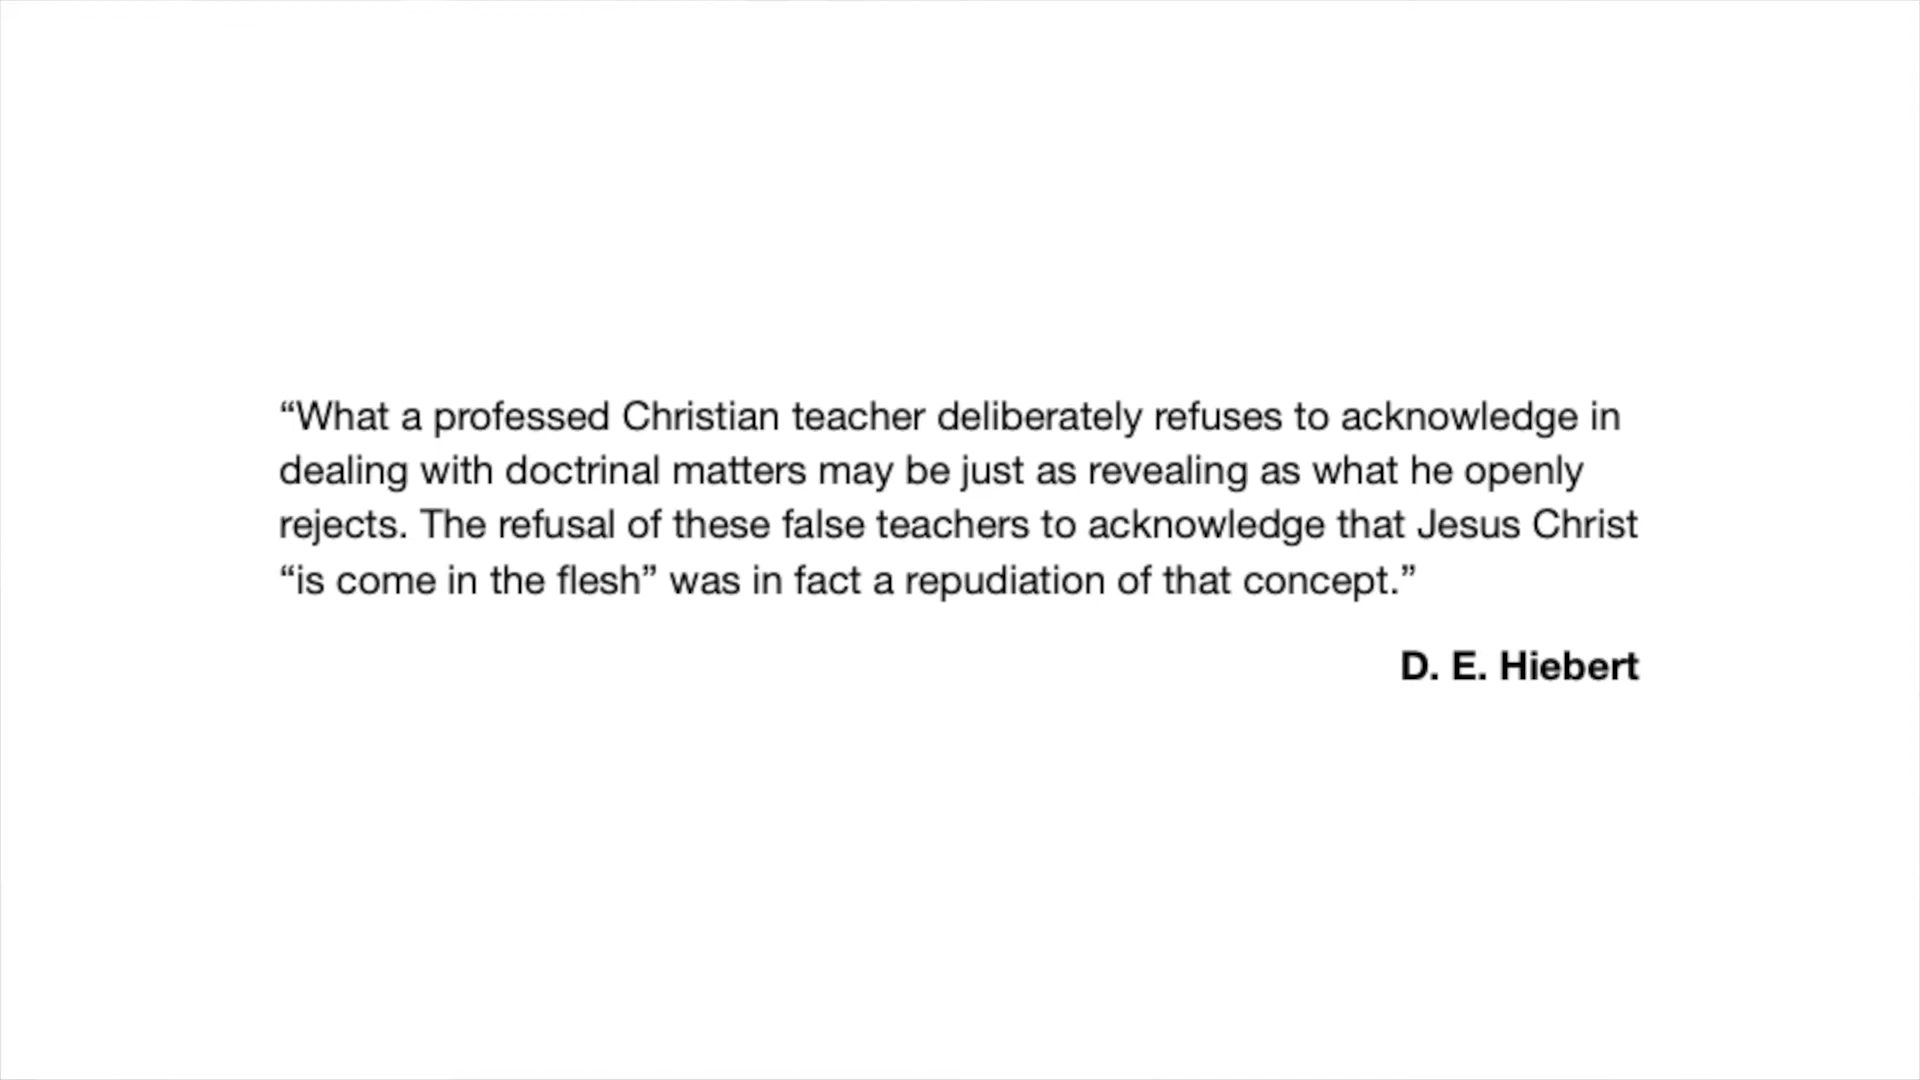 “What a professed Christian teacher deliberately refuses to acknowledge in
dealing with doctrinal matters may be just as revealing as what he openly
rejects. The refusal of these false teachers to acknowledge that Jesus Christ
“is come in the flesh” was in fact a repudiation of that concept.”
D. E. Hiebert